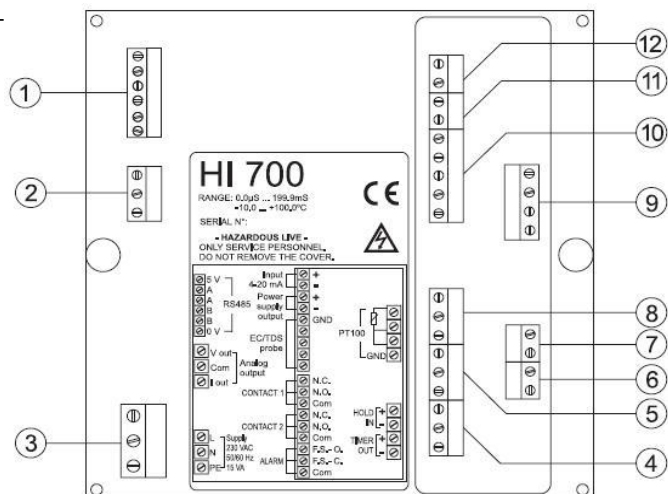 HI 700
RANGE: 0.0µS ... 199.9mS
-10.0 ... +100.0ºC
SERIAL Nº:
CE
- HAZARDOUS LIVE -
ONLY SERVICE PERSONNEL.
DO NOT REMOVE THE COVER.
5 V
A
A
B
B
0 V
RS485
Input
4-20 mA
+
-
Power
supply
output
+
-
GND
EC/TDS
probe
PT100
GND
V out
Com
I out
Analog
output
CONTACT 1
N.C.
N.O.
Com
CONTACT 2
N.C.
N.O.
Com
HOLD
IN
+
-
TIMER
OUT
+
-
L
N
PE
Supply
230 VAC
50/60 Hz
15 VA
ALARM
F.S.- O.
F.S.- C.
Com
1
2
3
12
11
10
9
8
7
6
5
4